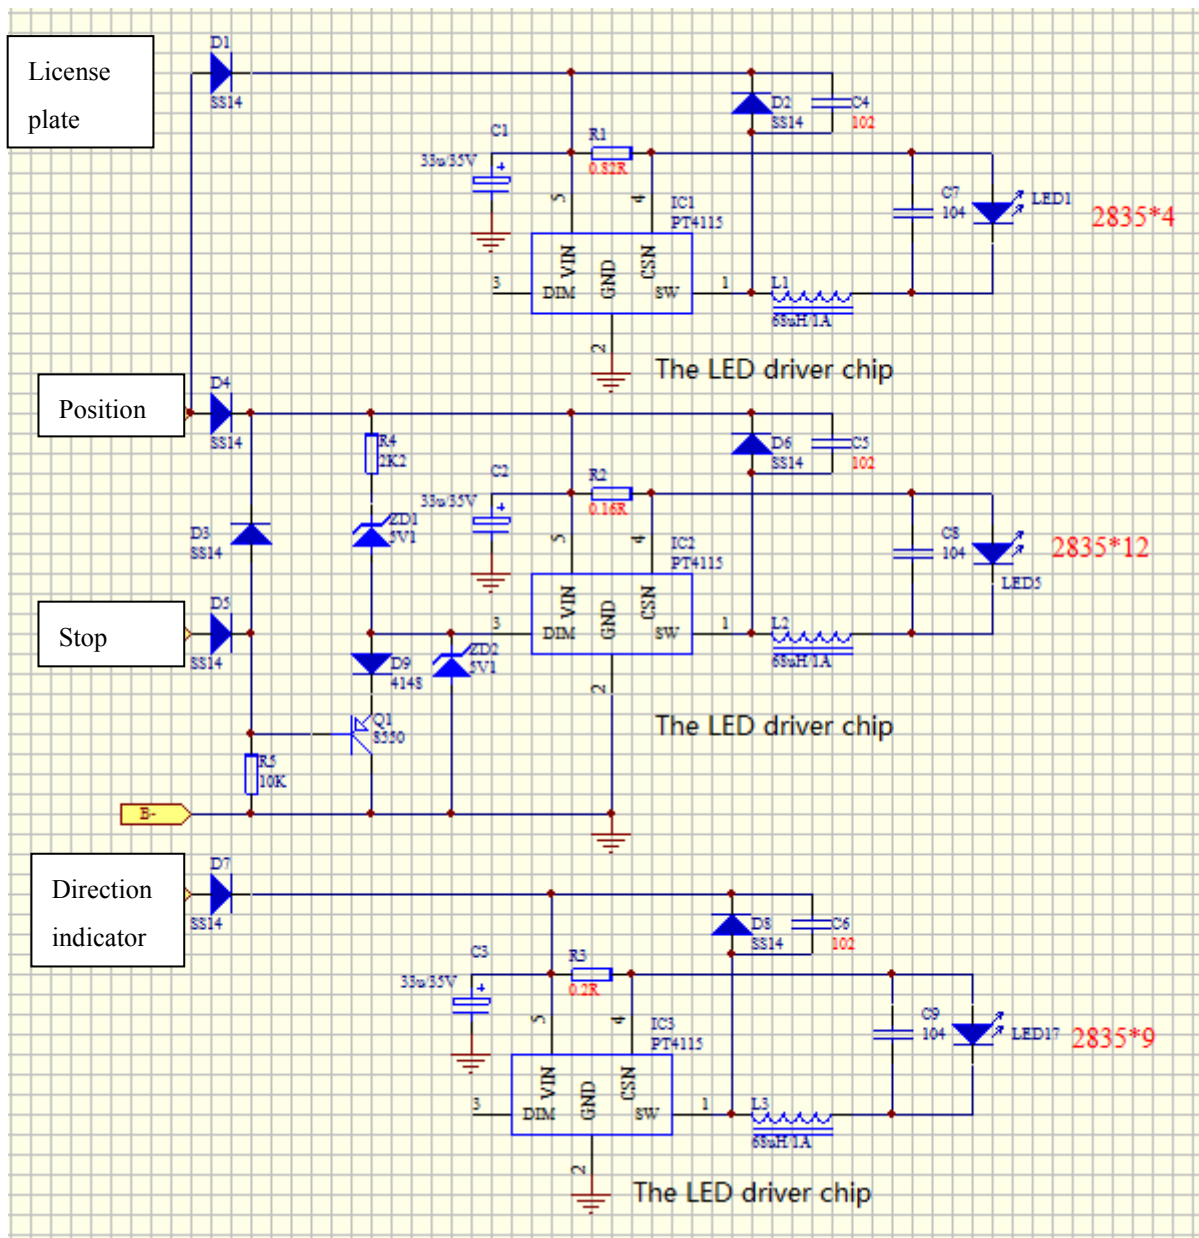 License
plate
D1
SS14
D2
SS14
C4
102
C1
33u/35V
R1
0.82R
5
4
IC1
PT4115
VIN
CSN
GND
DIM
SW
3
1
2
L1
68uH/1A
C7
104
LED1
2835*4
The LED driver chip
Position
D4
SS14
R4
2K2
ZD1
5V1
D6
SS14
C5
102
C2
33u/35V
R2
0.16R
5
4
IC2
PT4115
VIN
CSN
GND
DIM
SW
3
1
2
L2
68uH/1A
C8
104
LED5
2835*12
D3
SS14
Stop
D5
SS14
D9
4148
ZD2
5V1
Q1
8550
R5
10K
The LED driver chip
B-
Direction
indicator
D7
SS14
D8
SS14
C6
102
C3
33u/35V
R3
0.2R
5
4
IC3
PT4115
VIN
CSN
GND
DIM
SW
3
1
2
L3
68uH/1A
C9
104
LED17
2835*9
The LED driver chip